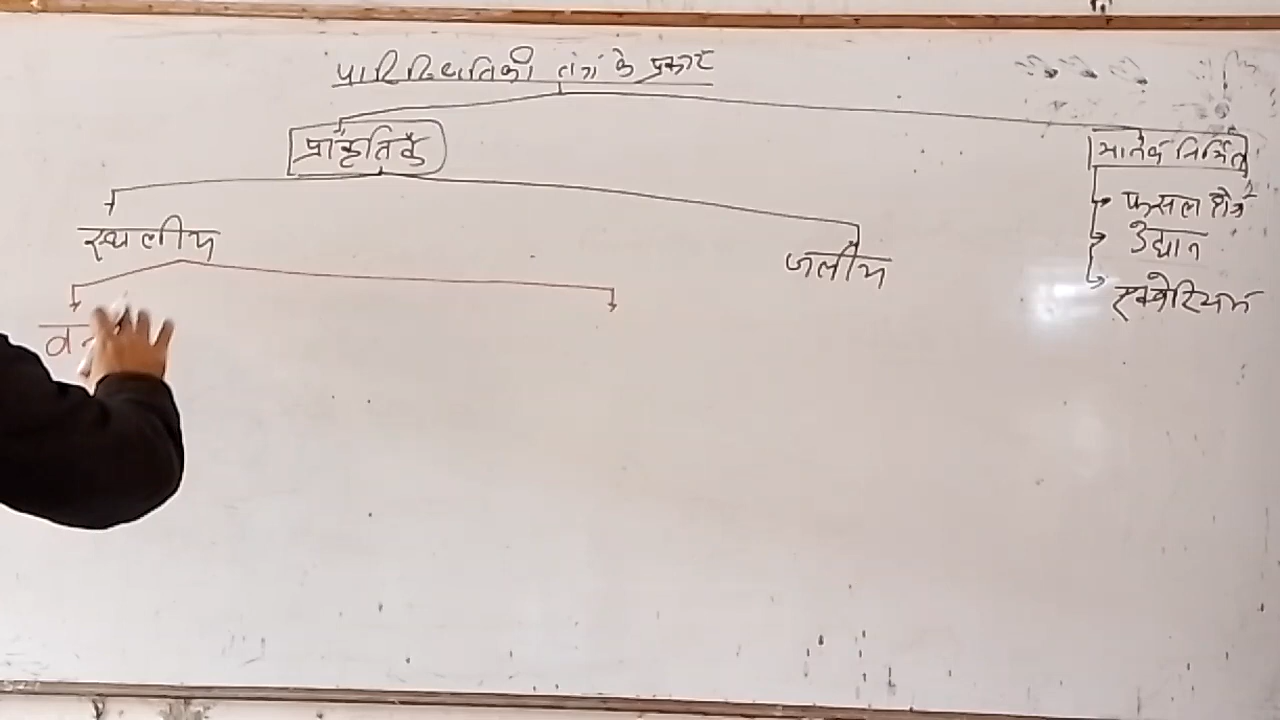 पारिस्थितिकी तंत्र के प्रकार
प्राकृतिक
मानव निर्मित
फसल क्षेत्र
उद्यान
एक्वेरियम
स्थलीय
जलीय
वन